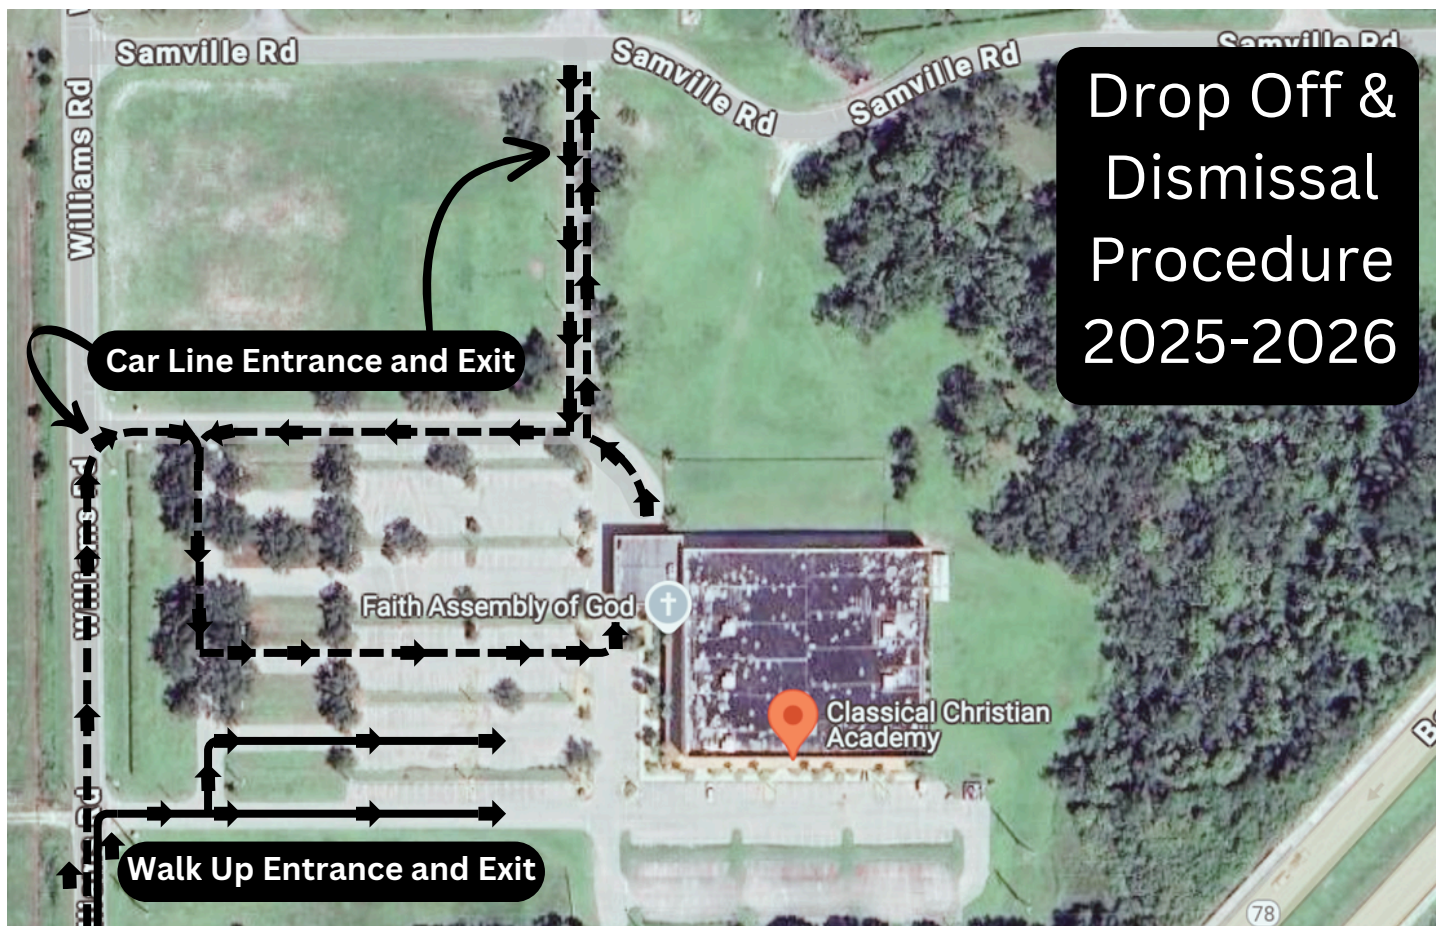 Samville Rd
Samville Rd
Samville Rd
Samville Rd
Williams Rd
Drop Off &
Dismissal
Procedure
2025-2026
Car Line Entrance and Exit
Williams Rd
Faith Assembly of God
Classical Christian
Academy
Walk Up Entrance and Exit
78